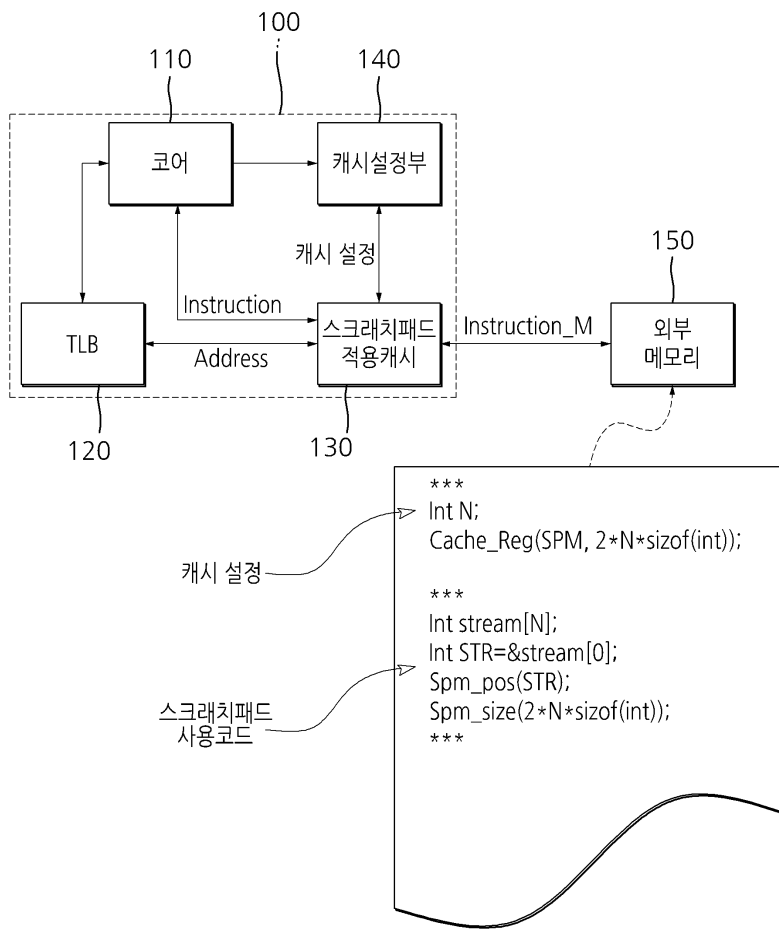 100
110
140
코어
캐시설정부
캐시 설정
150
Instruction
TLB
Address
스크래치패드
적용캐시
Instruction_M
외부
메모리
120
130
***
Int N;
Cache_Reg(SPM, 2*N*sizof(int));
캐시 설정
***
Int stream[N];
Int STR=&stream[0];
Spm_pos(STR);
Spm_size(2*N*sizof(int));
***
스크래치패드
사용코드